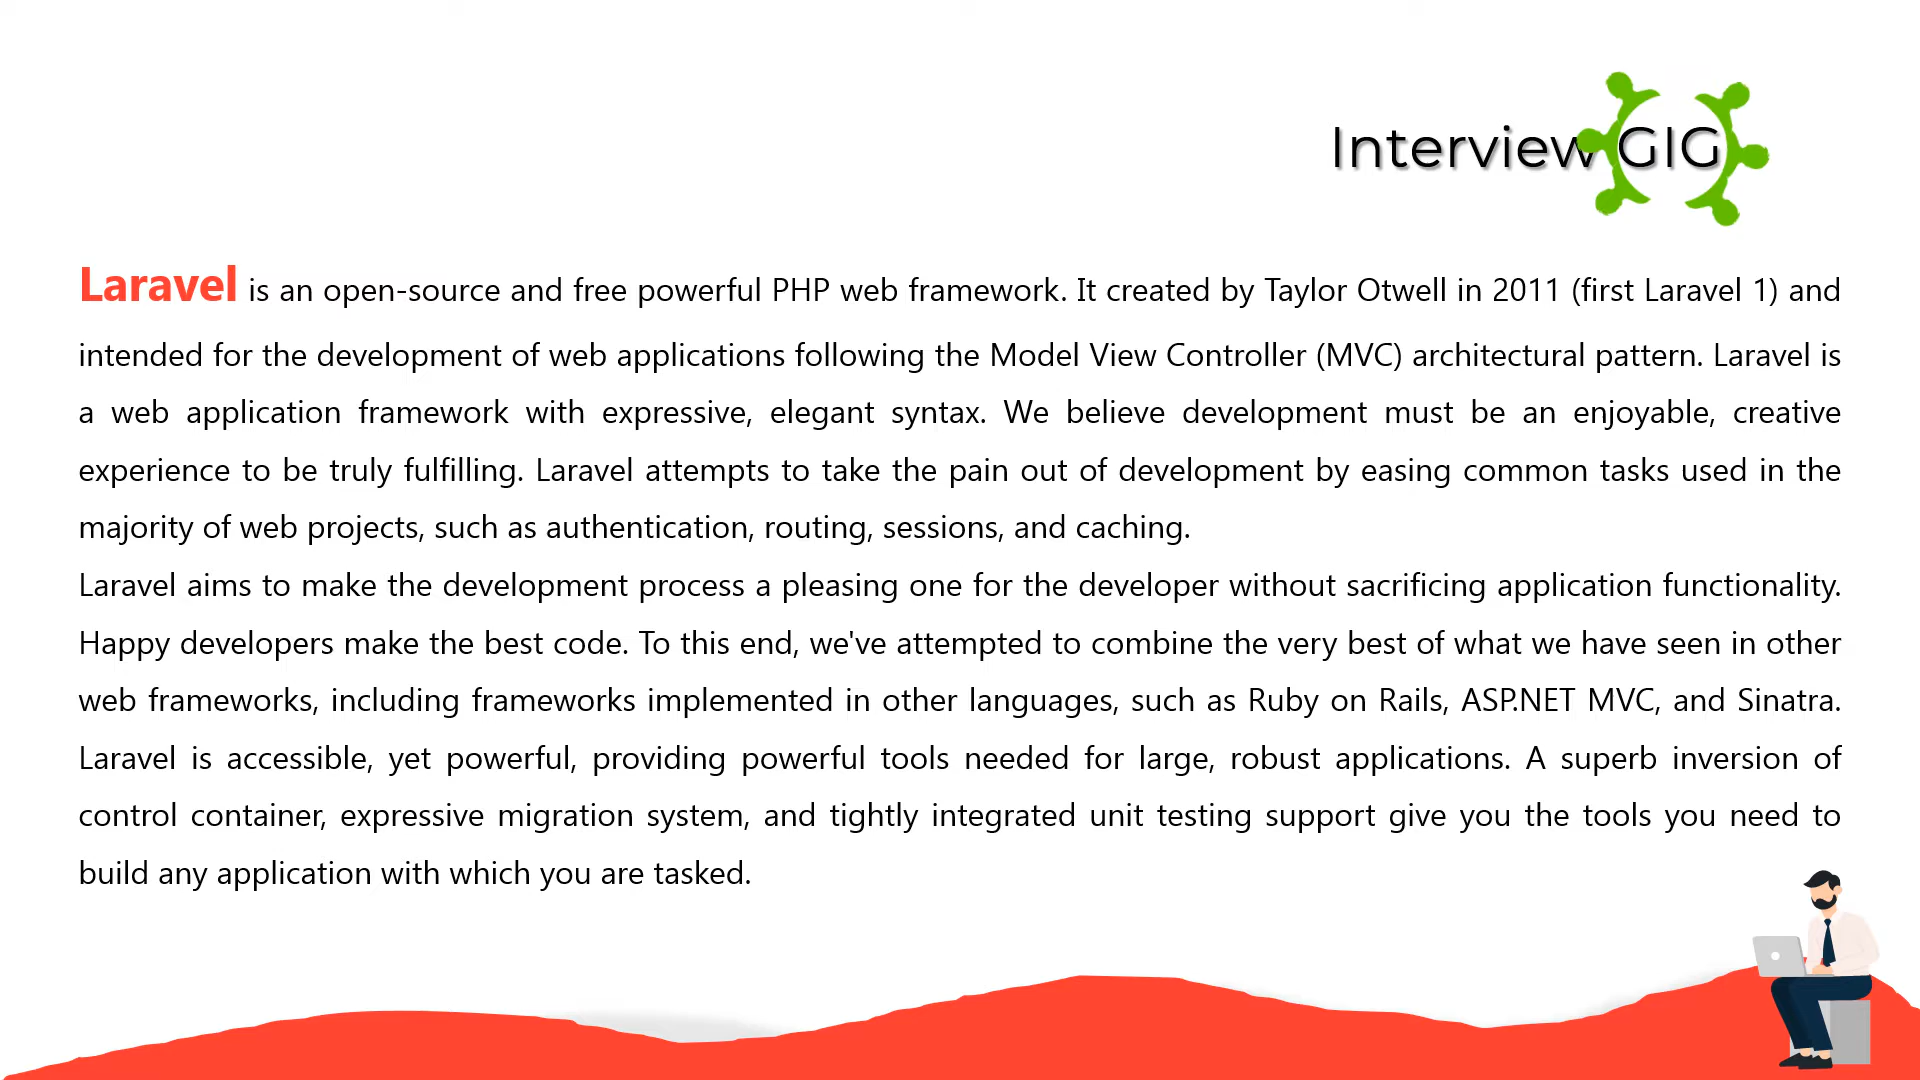 Interview GIG
Laravel is an open-source and free powerful PHP web framework. It created by Taylor Otwell in 2011 (first Laravel 1) and
intended for the development of web applications following the Model View Controller (MVC) architectural pattern. Laravel is
a web application framework with expressive, elegant syntax. We believe development must be an enjoyable, creative
experience to be truly fulfilling. Laravel attempts to take the pain out of development by easing common tasks used in the
majority of web projects, such as authentication, routing, sessions, and caching.
Laravel aims to make the development process a pleasing one for the developer without sacrificing application functionality.
Happy developers make the best code. To this end, we've attempted to combine the very best of what we have seen in other
web frameworks, including frameworks implemented in other languages, such as Ruby on Rails, ASP.NET MVC, and Sinatra.
Laravel is accessible, yet powerful, providing powerful tools needed for large, robust applications. A superb inversion of
control container, expressive migration system, and tightly integrated unit testing support give you the tools you need to
build any application with which you are tasked.